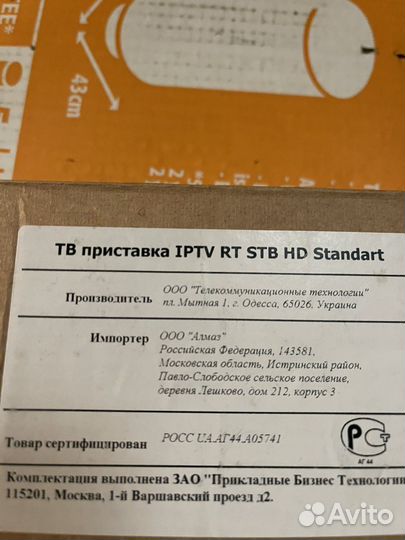 43cm
ТВ приставка IPTV RT STB HD Standart
Производитель
ООО "Телекоммуникационные технологии"
пл. Мытная 1, г. Одесса, 65026, Украина
Импортер
ООО "Алмаз"
Российская Федерация, 143581,
Московская область, Истринский район,
Павло-Слободское сельское поселение,
деревня Лешково, дом 212, корпус 3
Товар сертифицирован
РОСС UA.АГ44.А05741
АГ 44
Комплектация выполнена ЗАО "Прикладные Бизнес Технологии
115201, Москва, 1-й Варшавский проезд д2.
Avito